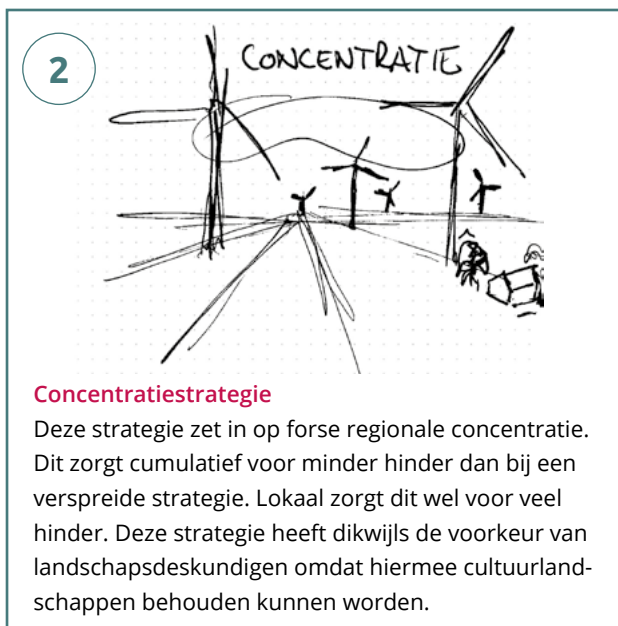 2
CONCENTRATIE
Concentratiestrategie
Deze strategie zet in op forse regionale concentratie.
Dit zorgt cumulatief voor minder hinder dan bij een
verspreide strategie. Lokaal zorgt dit wel voor veel
hinder. Deze strategie heeft dikwijls de voorkeur van
landschapsdeskundigen omdat hiermee cultuurland-
schappen behouden kunnen worden.